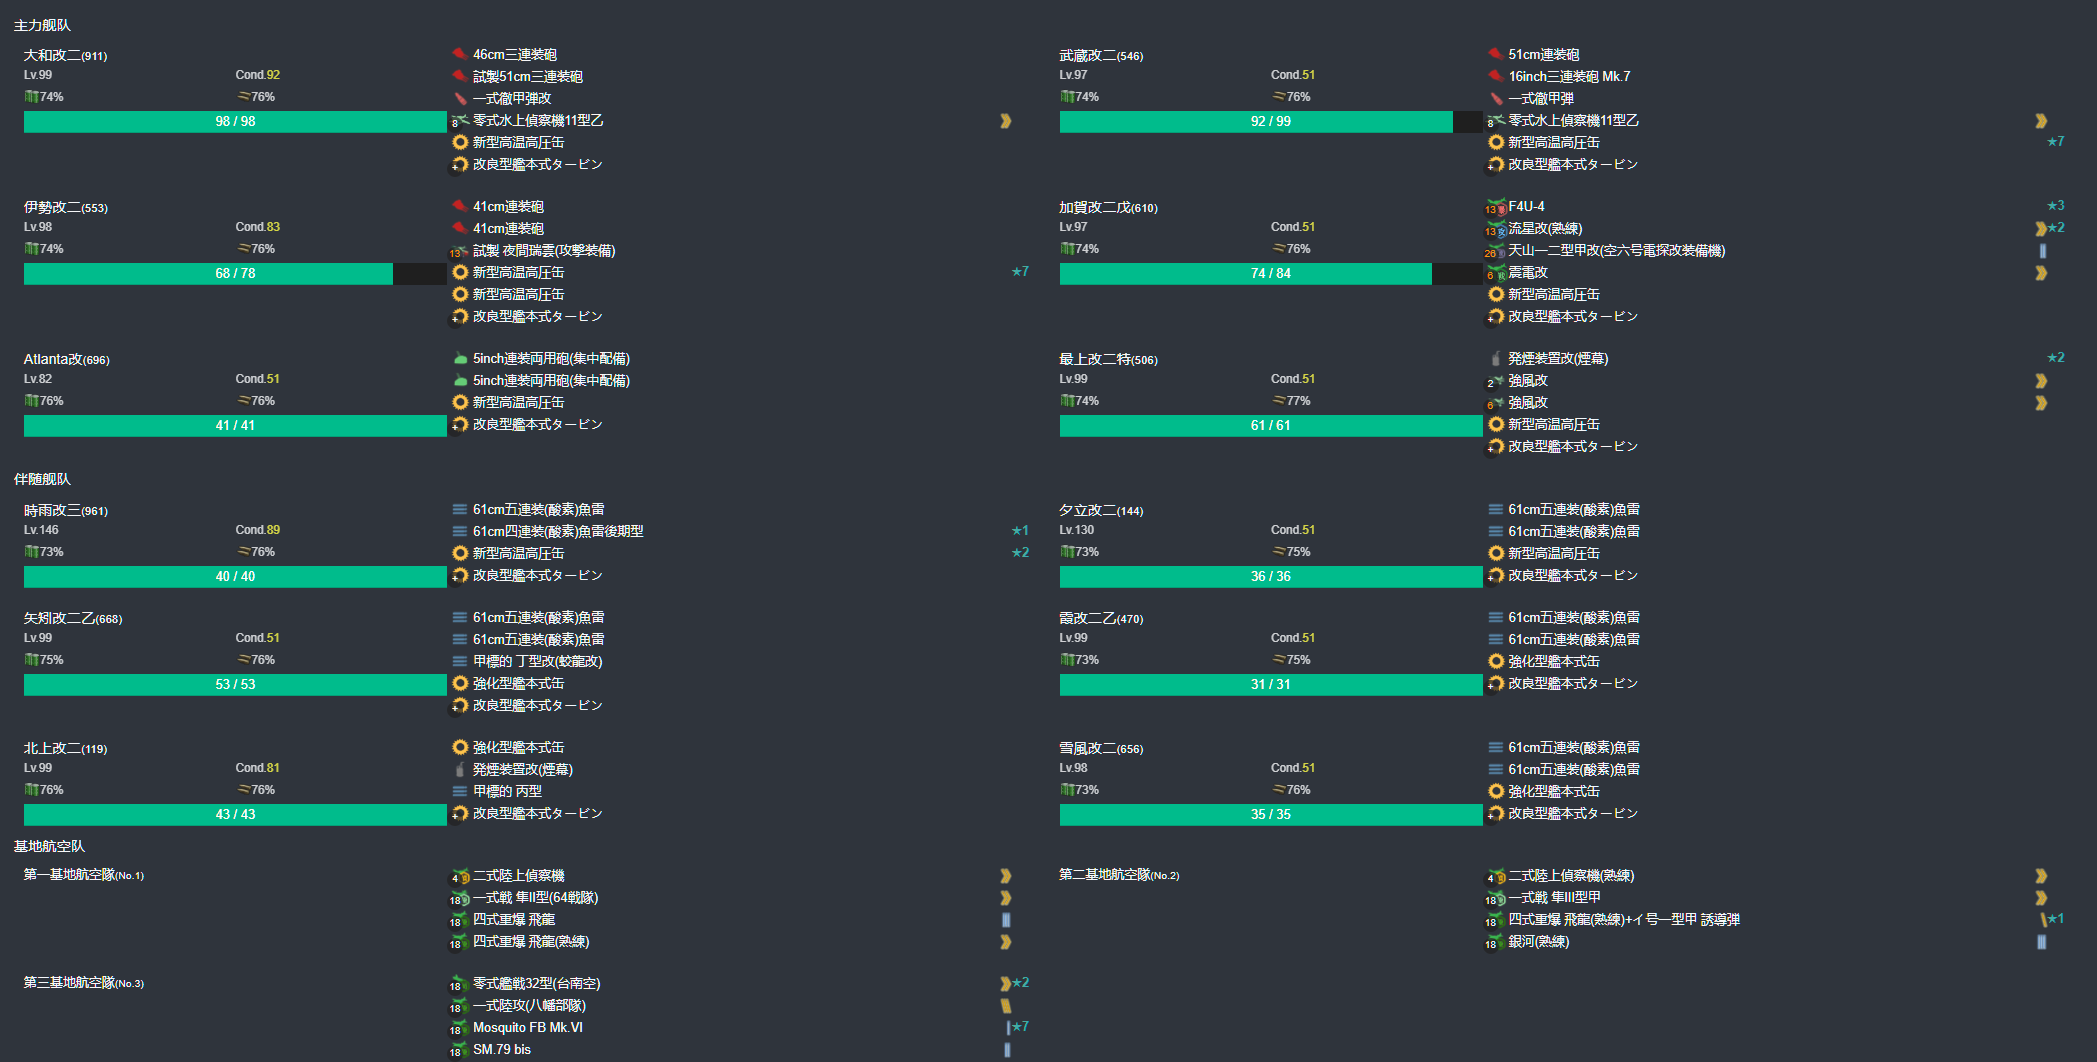 主力舰队
大和改二(911)
Lv.99 Cond.92
74% 76%
98 / 98
46cm三連装砲
試製51cm三連装砲
一式徹甲弾改
8 零式水上偵察機11型乙
新型高温高圧缶
+ 改良型艦本式タービン
武蔵改二(546)
Lv.97 Cond.51
74% 76%
92 / 99
51cm連装砲
16inch三連装砲 Mk.7
一式徹甲弾
8 零式水上偵察機11型乙
新型高温高圧缶 ★7
+ 改良型艦本式タービン
伊勢改二(553)
Lv.98 Cond.83
74% 76%
68 / 78
41cm連装砲
41cm連装砲
13 試製 夜間瑞雲(攻撃装備)
新型高温高圧缶 ★7
新型高温高圧缶
+ 改良型艦本式タービン
加賀改二戊(610)
Lv.97 Cond.51
74% 76%
74 / 84
13 F4U-4 ★3
13 流星改(熟練) ★2
26 天山一二型甲改(空六号電探改装備機)
6 震電改
新型高温高圧缶
+ 改良型艦本式タービン
Atlanta改(696)
Lv.82 Cond.51
76% 76%
41 / 41
5inch連装両用砲(集中配備)
5inch連装両用砲(集中配備)
新型高温高圧缶
+ 改良型艦本式タービン
最上改二特(506)
Lv.99 Cond.51
74% 77%
61 / 61
発煙装置改(煙幕) ★2
2 強風改
6 強風改
新型高温高圧缶
+ 改良型艦本式タービン
伴随舰队
時雨改三(961)
Lv.146 Cond.89
73% 76%
40 / 40
61cm五連装(酸素)魚雷
61cm四連装(酸素)魚雷後期型 ★1
新型高温高圧缶 ★2
+ 改良型艦本式タービン
夕立改二(144)
Lv.130 Cond.51
73% 75%
36 / 36
61cm五連装(酸素)魚雷
61cm五連装(酸素)魚雷
新型高温高圧缶
+ 改良型艦本式タービン
矢矧改二乙(668)
Lv.99 Cond.51
75% 76%
53 / 53
61cm五連装(酸素)魚雷
61cm五連装(酸素)魚雷
甲標的 丁型改(蛟龍改)
強化型艦本式缶
+ 改良型艦本式タービン
霞改二乙(470)
Lv.99 Cond.51
73% 75%
31 / 31
61cm五連装(酸素)魚雷
61cm五連装(酸素)魚雷
強化型艦本式缶
+ 改良型艦本式タービン
北上改二(119)
Lv.99 Cond.81
76% 76%
43 / 43
強化型艦本式缶
発煙装置改(煙幕)
甲標的 丙型
+ 改良型艦本式タービン
雪風改二(656)
Lv.98 Cond.51
73% 76%
35 / 35
61cm五連装(酸素)魚雷
61cm五連装(酸素)魚雷
強化型艦本式缶
+ 改良型艦本式タービン
基地航空队
第一基地航空隊(No.1)
4 二式陸上偵察機
18 一式戦 隼II型(64戦隊)
18 四式重爆 飛龍
18 四式重爆 飛龍(熟練)
第二基地航空隊(No.2)
4 二式陸上偵察機(熟練)
18 一式戦 隼III型甲
18 四式重爆 飛龍(熟練)+イ号一型甲 誘導弾 ★1
18 銀河(熟練)
第三基地航空隊(No.3)
18 零式艦戦32型(台南空) ★2
18 一式陸攻(八幡部隊)
18 Mosquito FB Mk.VI ★7
18 SM.79 bis